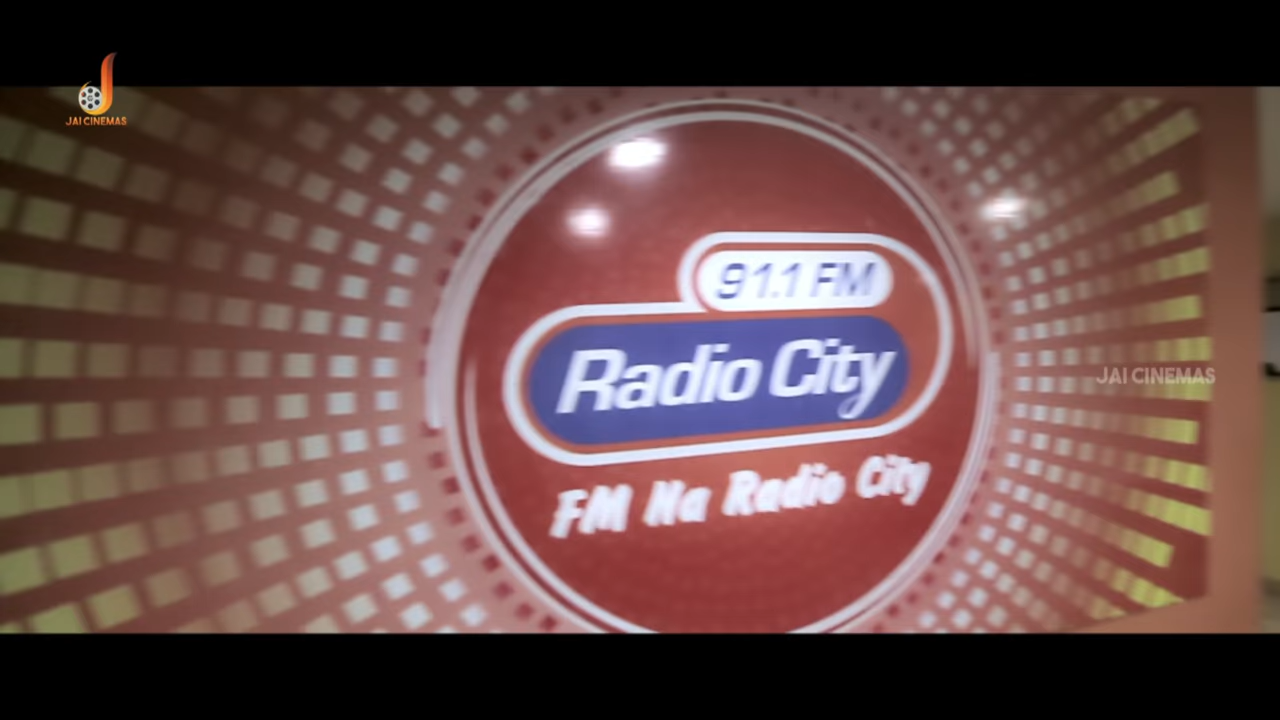 JAI CINEMAS
91.1 FM
Radio City
JAI CINEMAS
FM Na Radio City